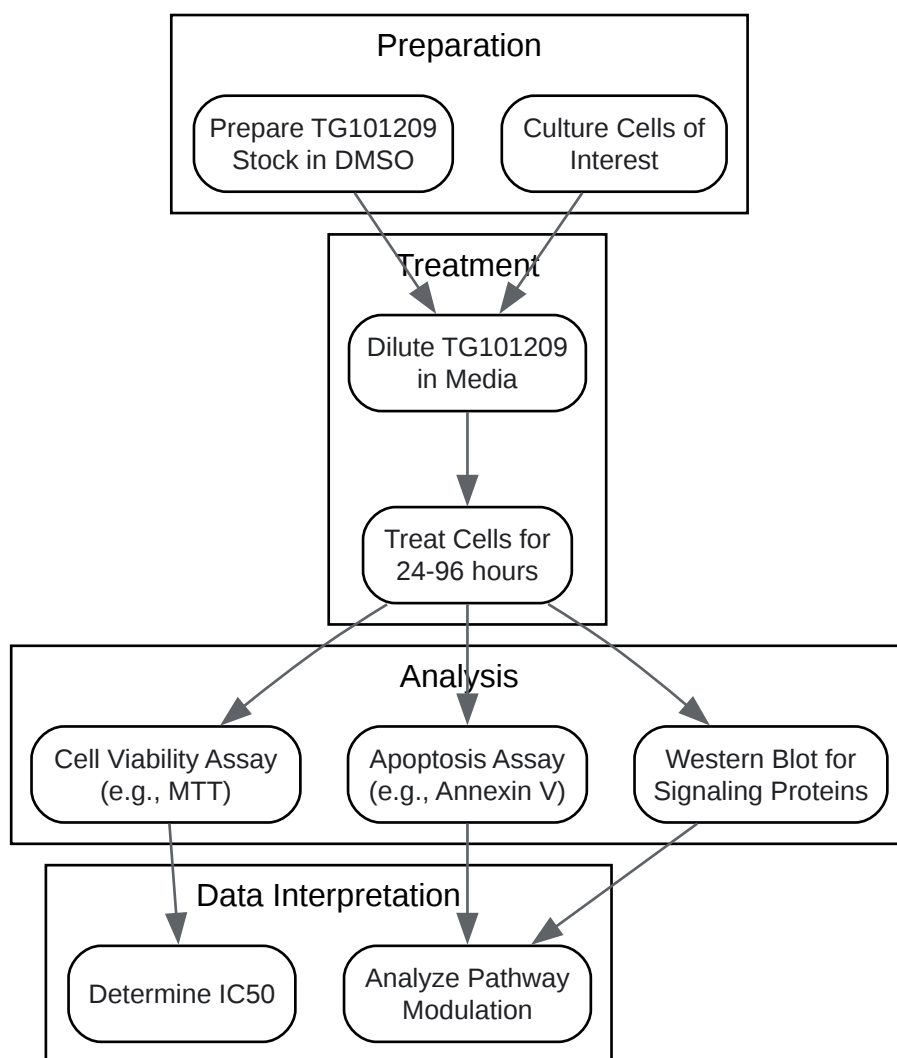 Preparation
Prepare TG101209
Stock in DMSO
Culture Cells of
Interest
Treatment
Dilute TG101209
in Media
Treat Cells for
24-96 hours
Analysis
Cell Viability Assay
(e.g., MTT)
Apoptosis Assay
(e.g., Annexin V)
Western Blot for
Signaling Proteins
Data Interpretation
Determine IC50
Analyze Pathway
Modulation